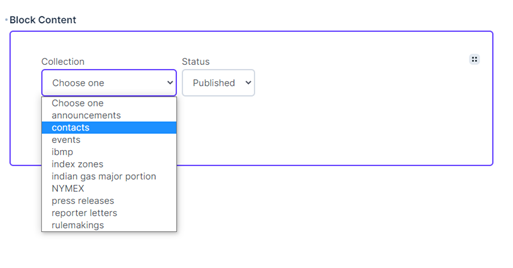 Block Content
Collection Status
Choose one Published
Choose one
announcements
contacts
events
ibmp
index zones
indian gas major portion
NYMEX
press releases
reporter letters
rulemakings